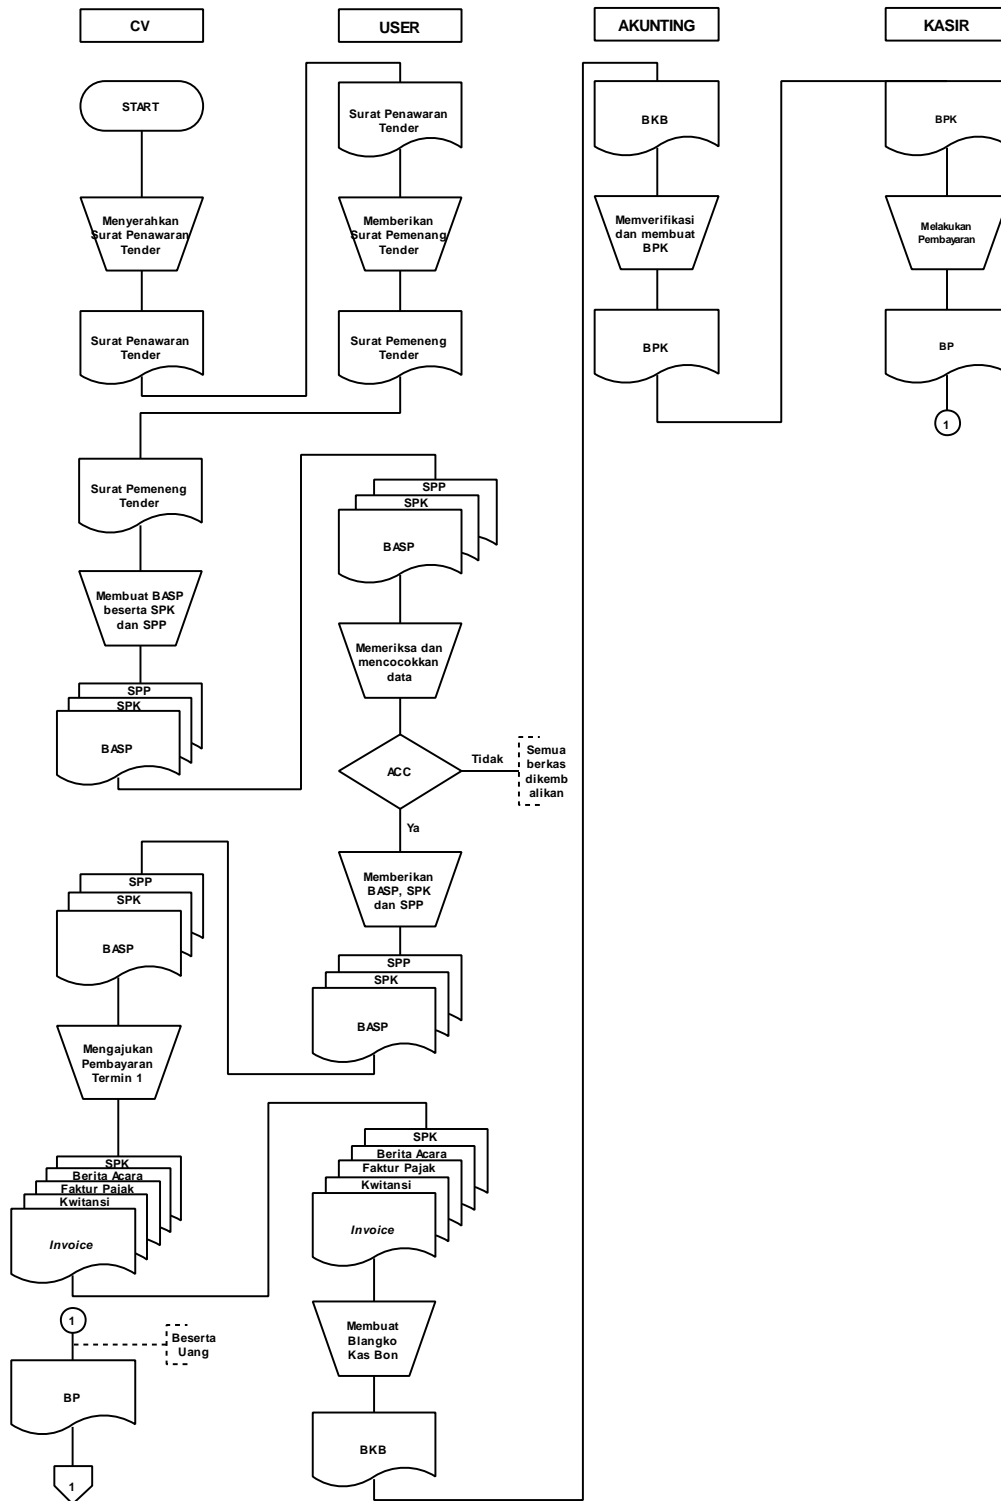 CV
USER
AKUNTING
KASIR
START
Menyerahkan
Surat Penawaran
Tender
Surat Penawaran
Tender
Surat Penawaran
Tender
Memberikan
Surat Pemenang
Tender
Surat Pemeneng
Tender
Surat Pemeneng
Tender
Membuat BASP
beserta SPK
dan SPP
SPP
SPK
BASP
SPP
SPK
BASP
Memeriksa dan
mencocokkan
data
ACC
Tidak
Semua
berkas
dikemb
alikan
Ya
Memberikan
BASP, SPK
dan SPP
SPP
SPK
BASP
SPP
SPK
BASP
Mengajukan
Pembayaran
Termin 1
SPK
Berita Acara
Faktur Pajak
Kwitansi
Invoice
SPK
Berita Acara
Faktur Pajak
Kwitansi
Invoice
Membuat
Blangko
Kas Bon
BKB
BKB
Memverifikasi
dan membuat
BPK
BPK
BPK
Melakukan
Pembayaran
BP
1
1
Beserta
Uang
BP
1